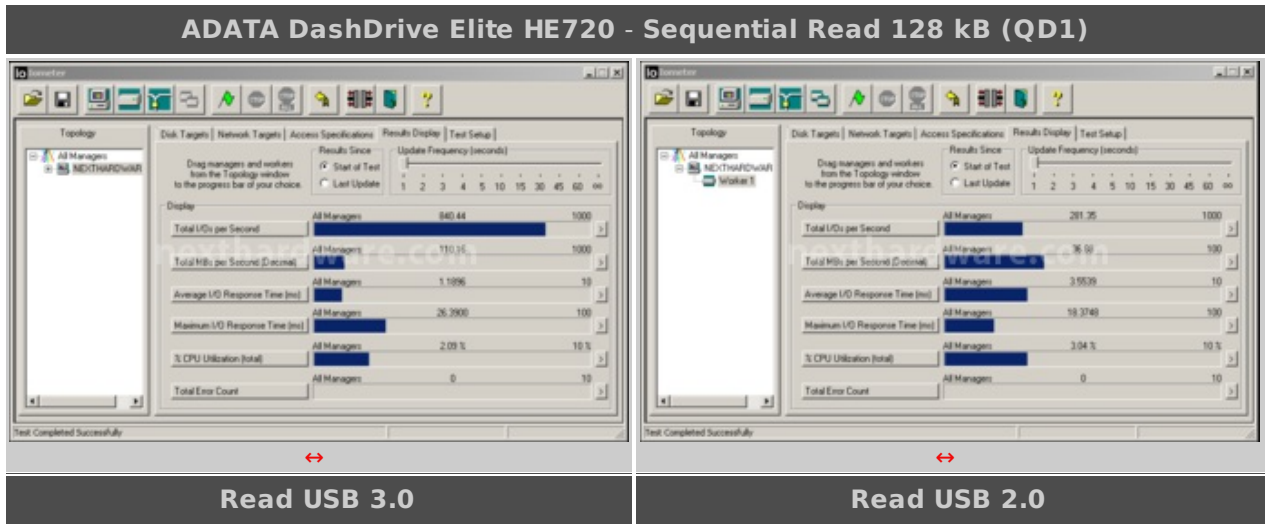 ADATA DashDrive Elite HE720 - Sequential Read 128 kB (QD1)
Iometer
Topology
All Managers
NEXTHARDWAR
Disk Targets
Network Targets
Access Specifications
Results Display
Test Setup
Drag managers and workers
from the Topology window
to the progress bar of your choice.
Results Since
Start of Test
Last Update
Update Frequency (seconds)
1 2 3 4 5 10 15 30 45 60 ∞
Display
All Managers 840.44 1000
Total I/Os per Second
All Managers 110.16 1000
Total MBs per Second (Decimal)
All Managers 1.1896 10
Average I/O Response Time (ms)
All Managers 26.3900 100
Maximum I/O Response Time (ms)
All Managers 2.09 % 10 %
% CPU Utilization (total)
All Managers 0 10
Total Error Count
Test Completed Successfully
nexthardware.com
Read USB 3.0
Iometer
Topology
All Managers
NEXTHARDWAR
Worker 1
Disk Targets
Network Targets
Access Specifications
Results Display
Test Setup
Drag managers and workers
from the Topology window
to the progress bar of your choice.
Results Since
Start of Test
Last Update
Update Frequency (seconds)
1 2 3 4 5 10 15 30 45 60 ∞
Display
All Managers 281.35 1000
Total I/Os per Second
All Managers 100
Total MBs per Second (Decimal)
All Managers 3.5539 10
Average I/O Response Time (ms)
All Managers 18.3748 100
Maximum I/O Response Time (ms)
All Managers 3.04 % 10 %
% CPU Utilization (total)
All Managers 0 10
Total Error Count
Test Completed Successfully
nexthardware.com
Read USB 2.0